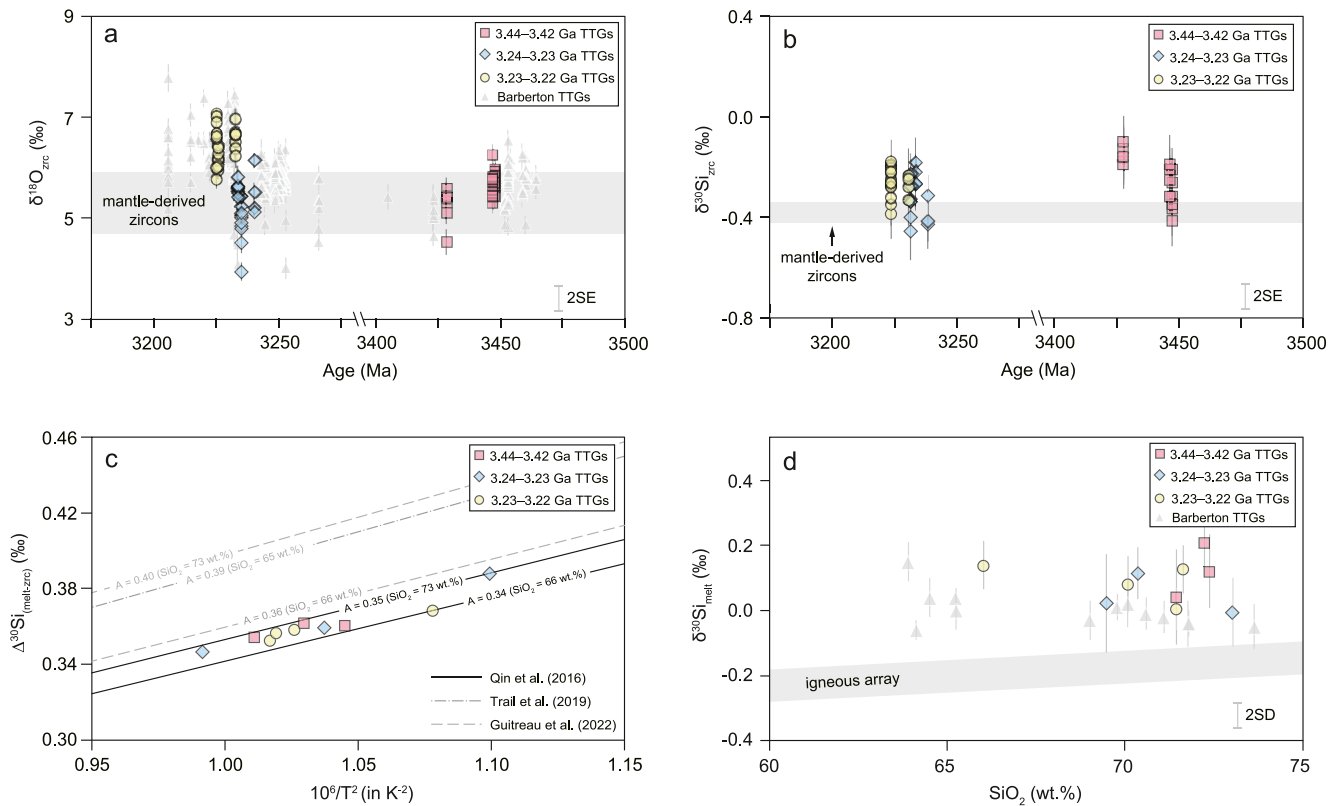 a
9
7
5
3
δ¹⁸Ozrc (‰)
3.44–3.42 Ga TTGs
3.24–3.23 Ga TTGs
3.23–3.22 Ga TTGs
Barberton TTGs
mantle-derived
zircons
2SE
3200
3250
3400
3450
3500
Age (Ma)
b
0.4
0.0
-0.4
-0.8
δ³⁰Sizrc (‰)
3.44–3.42 Ga TTGs
3.24–3.23 Ga TTGs
3.23–3.22 Ga TTGs
mantle-derived
zircons
2SE
3200
3250
3400
3450
3500
Age (Ma)
c
0.46
0.42
0.38
0.34
0.30
Δ³⁰Si(melt-zrc) (‰)
3.44–3.42 Ga TTGs
3.24–3.23 Ga TTGs
3.23–3.22 Ga TTGs
A = 0.40 (SiO₂ = 73 wt.%)
A = 0.39 (SiO₂ = 65 wt.%)
A = 0.36 (SiO₂ = 66 wt.%)
A = 0.35 (SiO₂ = 73 wt.%)
A = 0.34 (SiO₂ = 66 wt.%)
Qin et al. (2016)
Trail et al. (2019)
Guitreau et al. (2022)
0.95
1.00
1.05
1.10
1.15
10⁶/T² (in K⁻²)
d
0.4
0.2
0.0
-0.2
-0.4
δ³⁰Simelt (‰)
3.44–3.42 Ga TTGs
3.24–3.23 Ga TTGs
3.23–3.22 Ga TTGs
Barberton TTGs
igneous array
2SD
60
65
70
75
SiO₂ (wt.%)